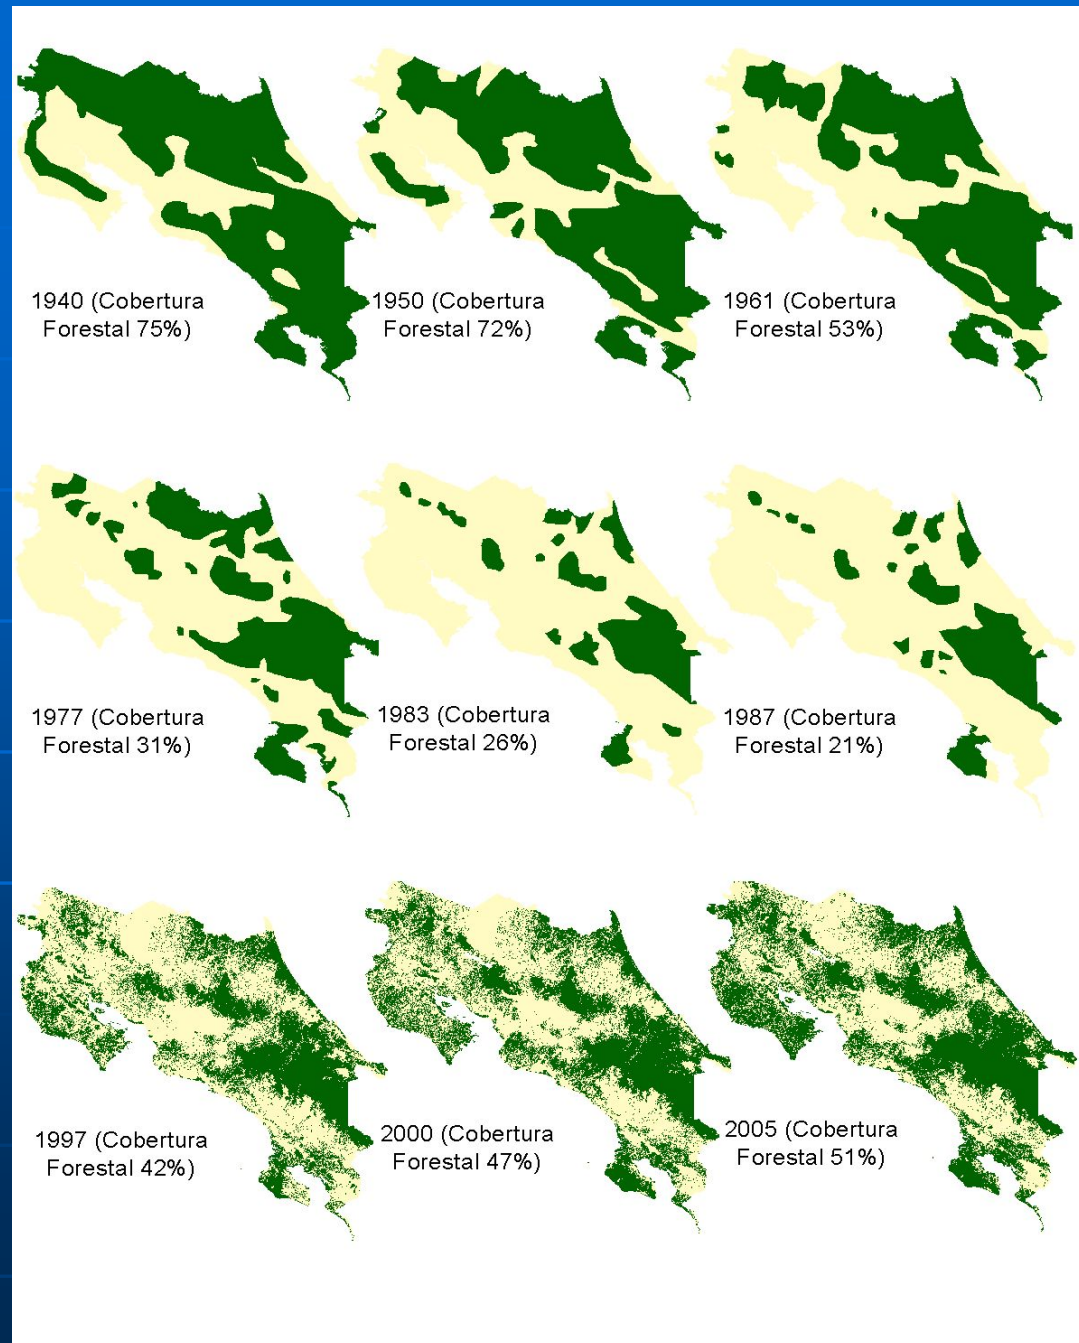 1940 (Cobertura
Forestal 75%)
1950 (Cobertura
Forestal 72%)
1961 (Cobertura
Forestal 53%)
1977 (Cobertura
Forestal 31%)
1983 (Cobertura
Forestal 26%)
1987 (Cobertura
Forestal 21%)
1997 (Cobertura
Forestal 42%)
2000 (Cobertura
Forestal 47%)
2005 (Cobertura
Forestal 51%)